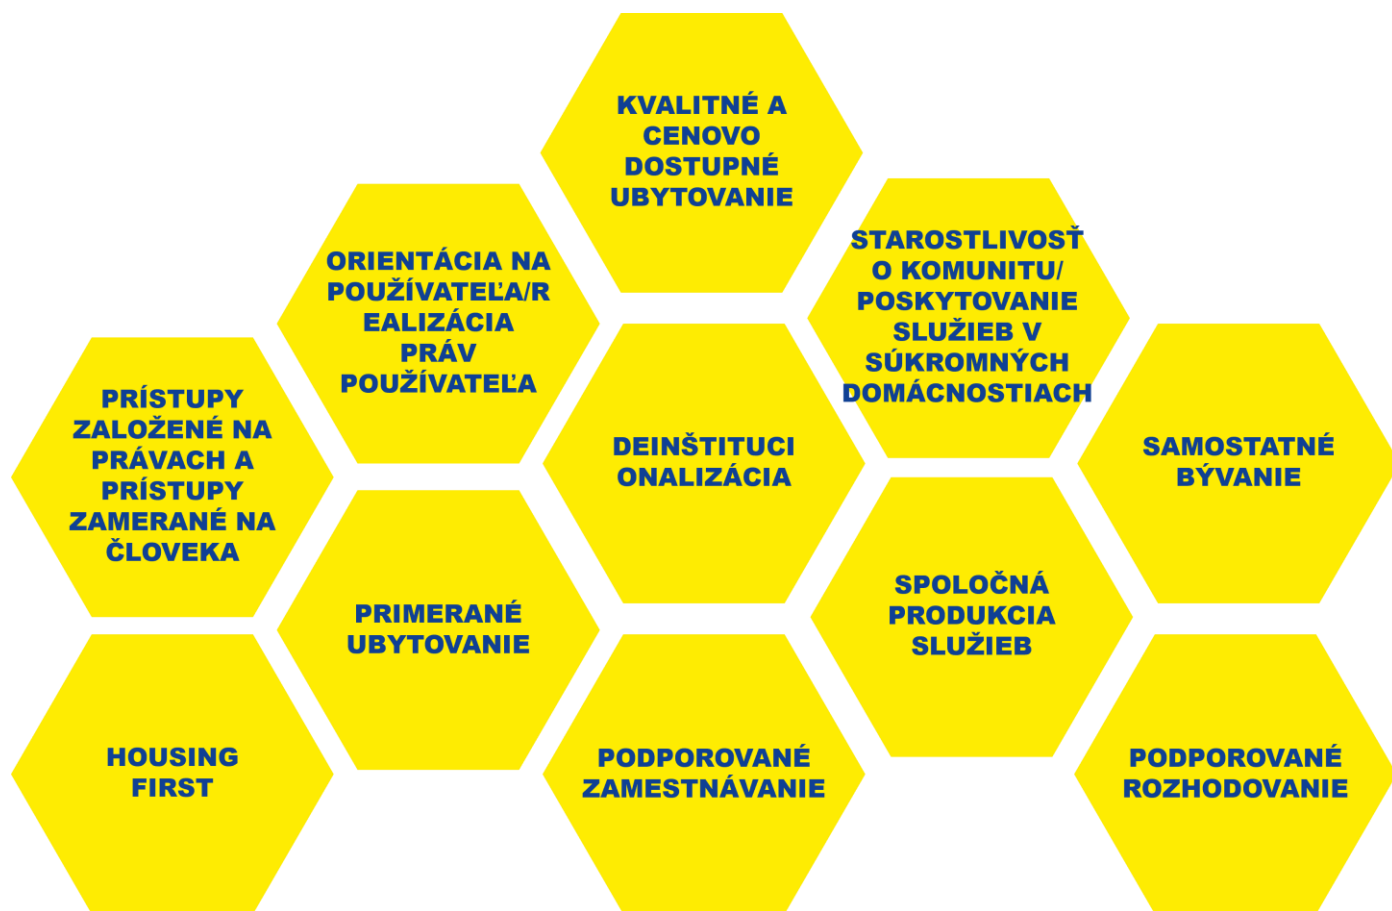 KVALITNÉ A
CENOVO
DOSTUPNÉ
UBYTOVANIE
ORIENTÁCIA NA
POUŽÍVATEĽA/R
EALIZÁCIA
PRÁV
POUŽÍVATEĽA
STAROSTLIVOSŤ
O KOMUNITU/
POSKYTOVANIE
SLUŽIEB V
SÚKROMNÝCH
DOMÁCNOSTIACH
PRÍSTUPY
ZALOŽENÉ NA
PRÁVACH A
PRÍSTUPY
ZAMERANÉ NA
ČLOVEKA
DEINŠTITUCI
ONALIZÁCIA
SAMOSTATNÉ
BÝVANIE
PRIMERANÉ
UBYTOVANIE
SPOLOČNÁ
PRODUKCIA
SLUŽIEB
HOUSING
FIRST
PODPOROVANÉ
ZAMESTNÁVANIE
PODPOROVANÉ
ROZHODOVANIE